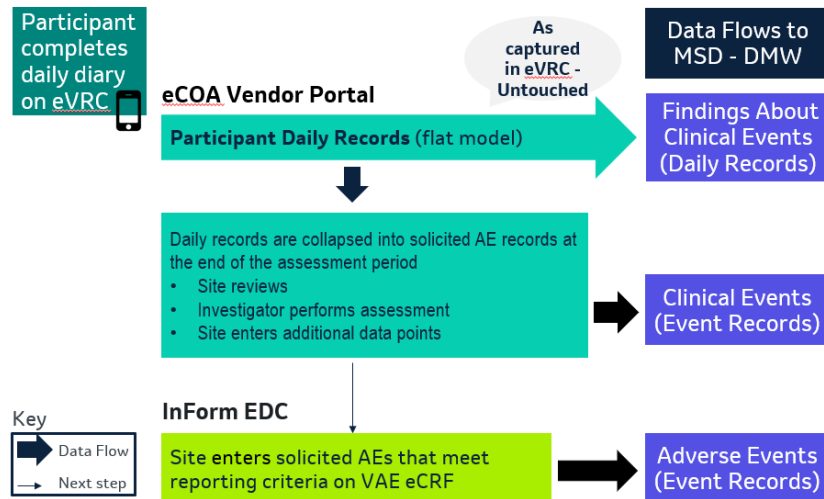 Participant
completes
daily diary
on eVRC
As
captured
in eVRC -
Untouched
Data Flows to
MSD - DMW
eCOA Vendor Portal
Participant Daily Records (flat model)
Findings About
Clinical Events
(Daily Records)
Daily records are collapsed into solicited AE records at
the end of the assessment period
• Site reviews
• Investigator performs assessment
• Site enters additional data points
Clinical Events
(Event Records)
Key
Data Flow
Next step
InForm EDC
Site enters solicited AEs that meet
reporting criteria on VAE eCRF
Adverse Events
(Event Records)